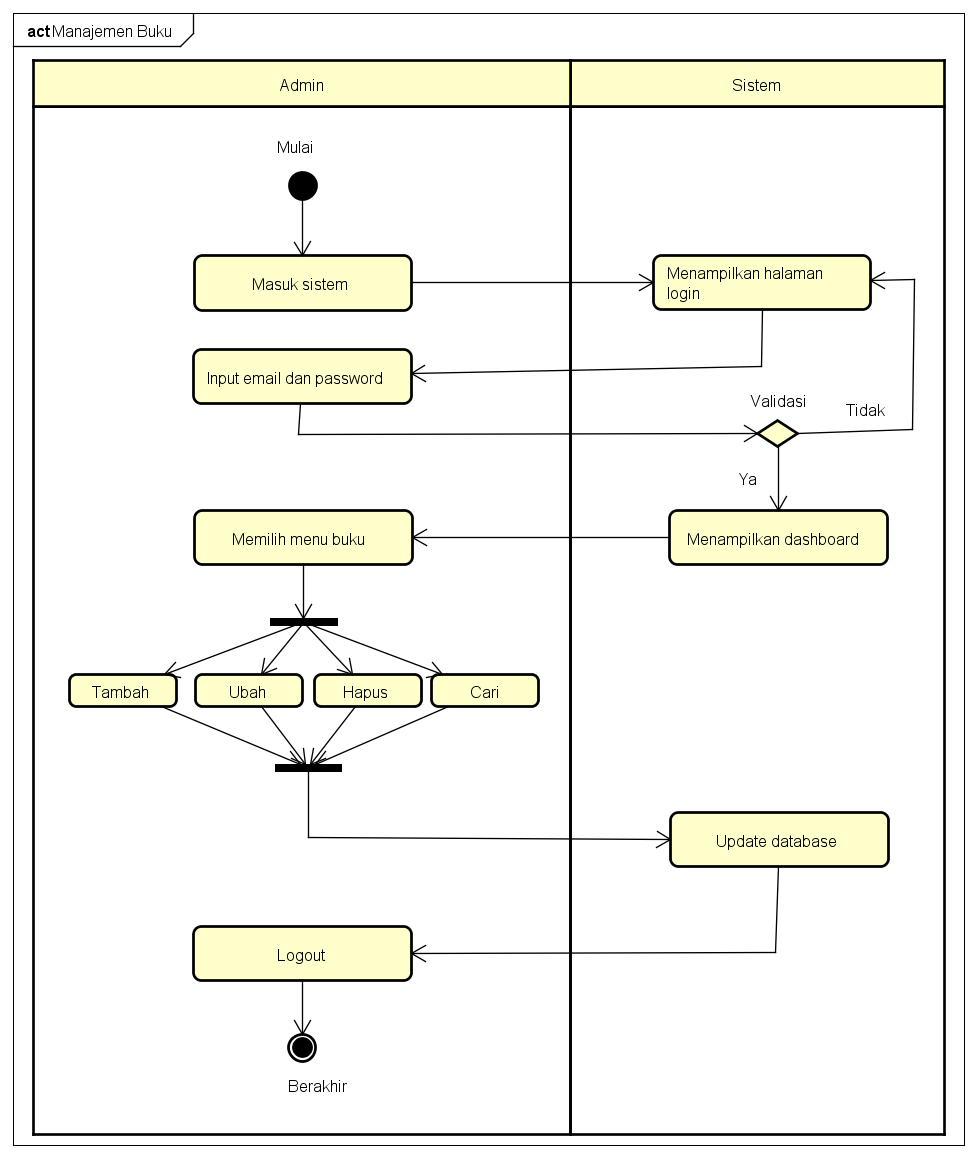 act Manajemen Buku
Admin
Sistem
Mulai
Masuk sistem
Menampilkan halaman
login
Input email dan password
Validasi
Tidak
Ya
Memilih menu buku
Menampilkan dashboard
Tambah
Ubah
Hapus
Cari
Update database
Logout
Berakhir